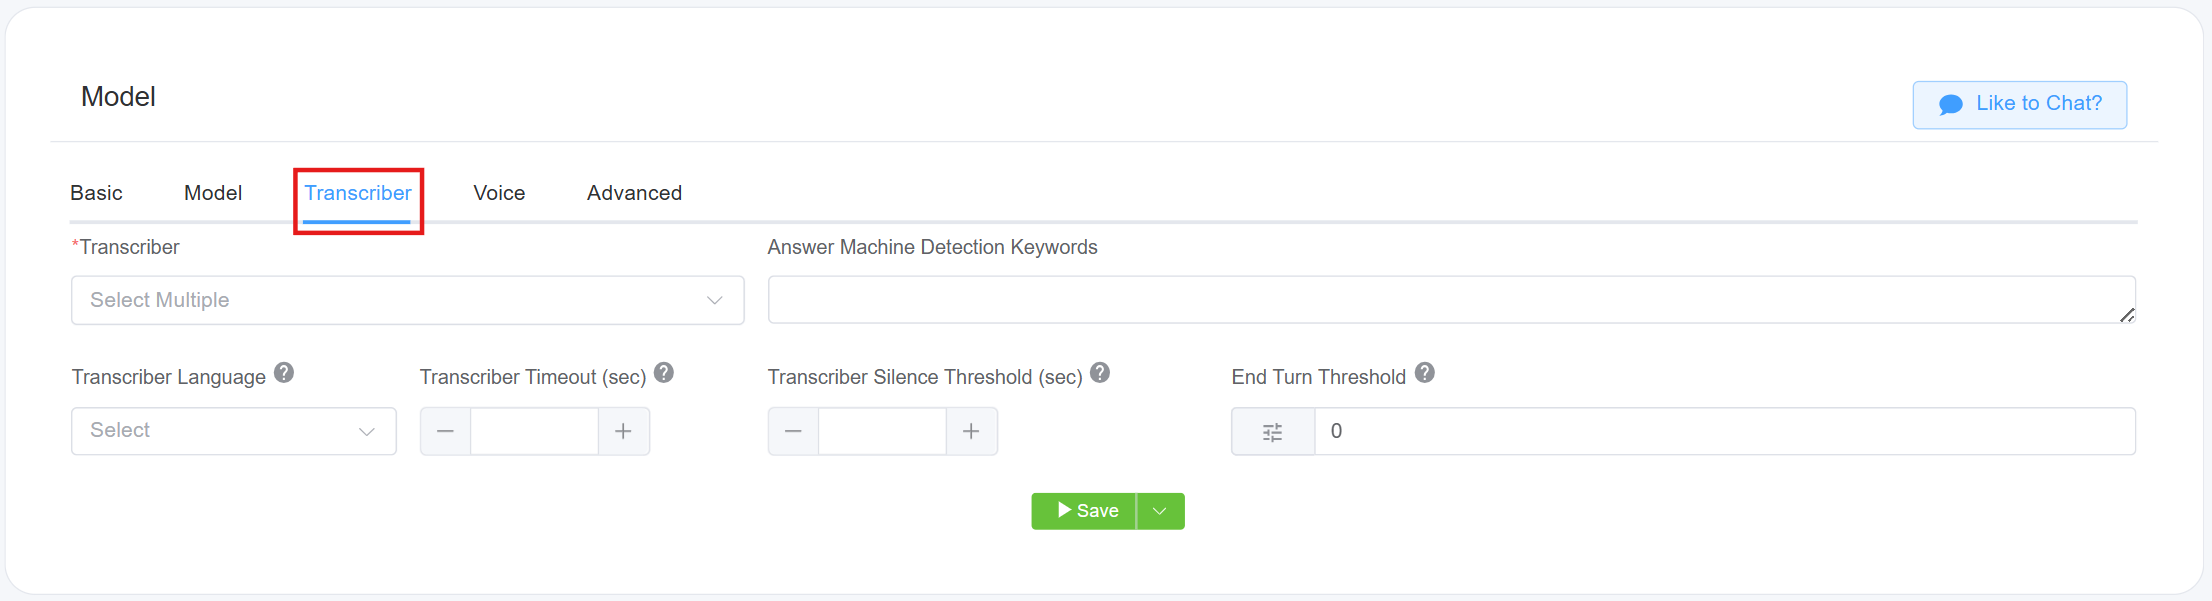 Model
Like to Chat?
Basic Model Transcriber Voice Advanced
*Transcriber Answer Machine Detection Keywords
Select Multiple
Transcriber Language ? Transcriber Timeout (sec) ? Transcriber Silence Threshold (sec) ? End Turn Threshold ?
Select − + − + 0
Save